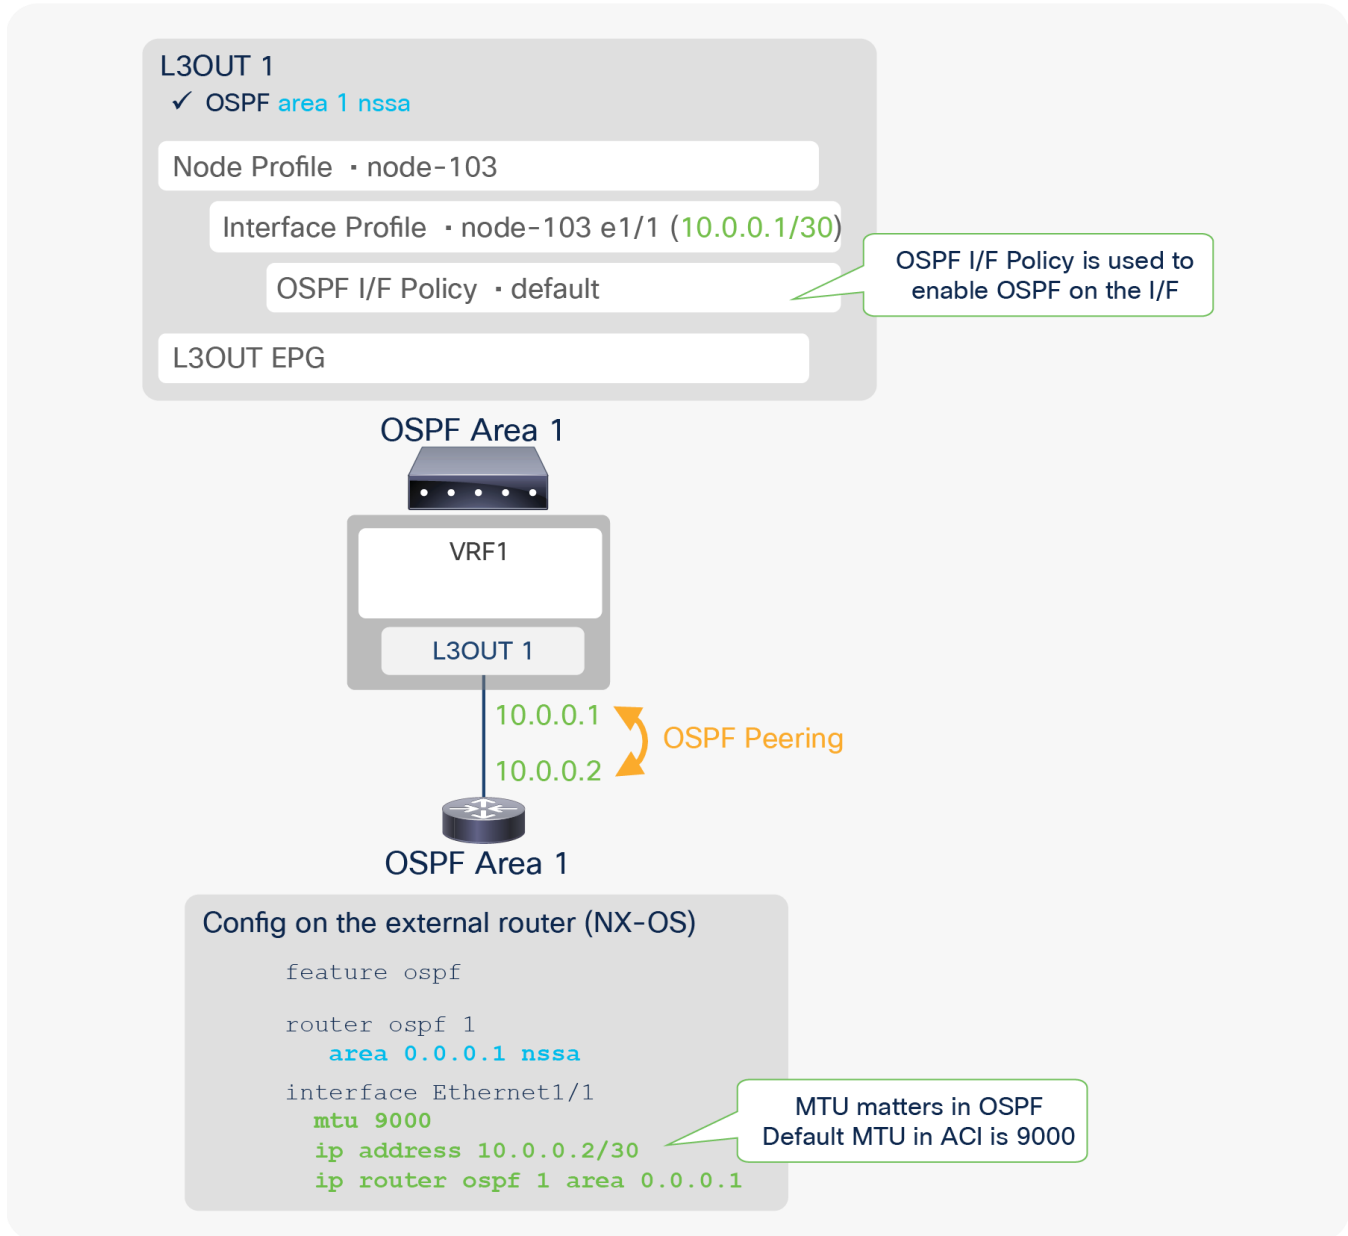 L3OUT 1
✓ OSPF area 1 nssa
Node Profile · node-103
Interface Profile · node-103 e1/1 (10.0.0.1/30)
OSPF I/F Policy · default
OSPF I/F Policy is used to
enable OSPF on the I/F
L3OUT EPG
OSPF Area 1
VRF1
L3OUT 1
10.0.0.1
OSPF Peering
10.0.0.2
OSPF Area 1
Config on the external router (NX-OS)
feature ospf
router ospf 1
area 0.0.0.1 nssa
interface Ethernet1/1
mtu 9000
ip address 10.0.0.2/30
ip router ospf 1 area 0.0.0.1
MTU matters in OSPF
Default MTU in ACI is 9000